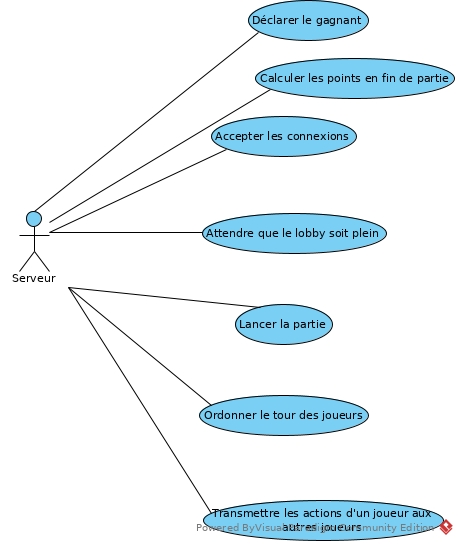 Déclarer le gagnant
Calculer les points en fin de partie
Accepter les connexions
Attendre que le lobby soit plein
Serveur
Lancer la partie
Ordonner le tour des joueurs
Transmettre les actions d'un joueur aux
autres joueurs
Powered By Visual Paradigm Community Edition